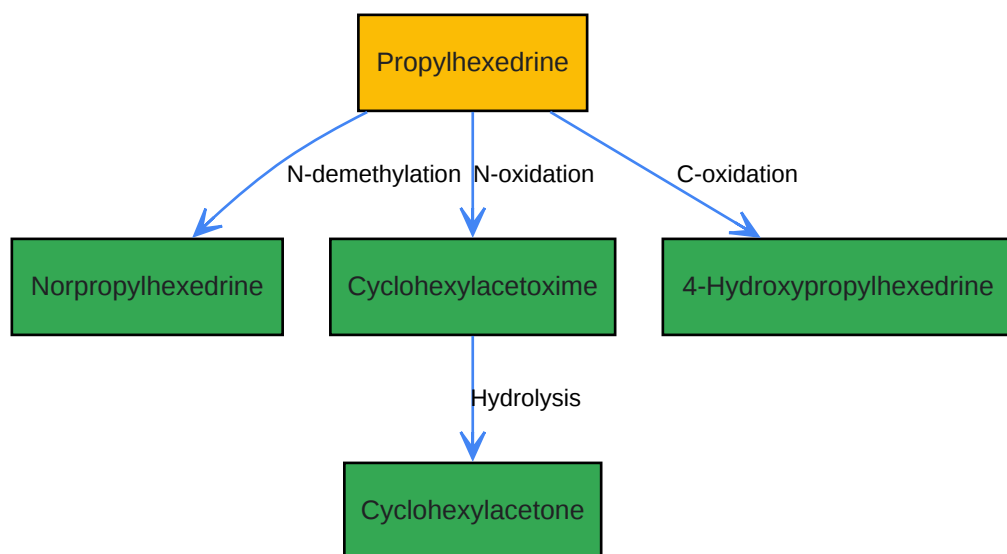 Propylhexedrine
N-demethylation
N-oxidation
C-oxidation
Norpropylhexedrine
Cyclohexylacetoxime
4-Hydroxypropylhexedrine
Hydrolysis
Cyclohexylacetone